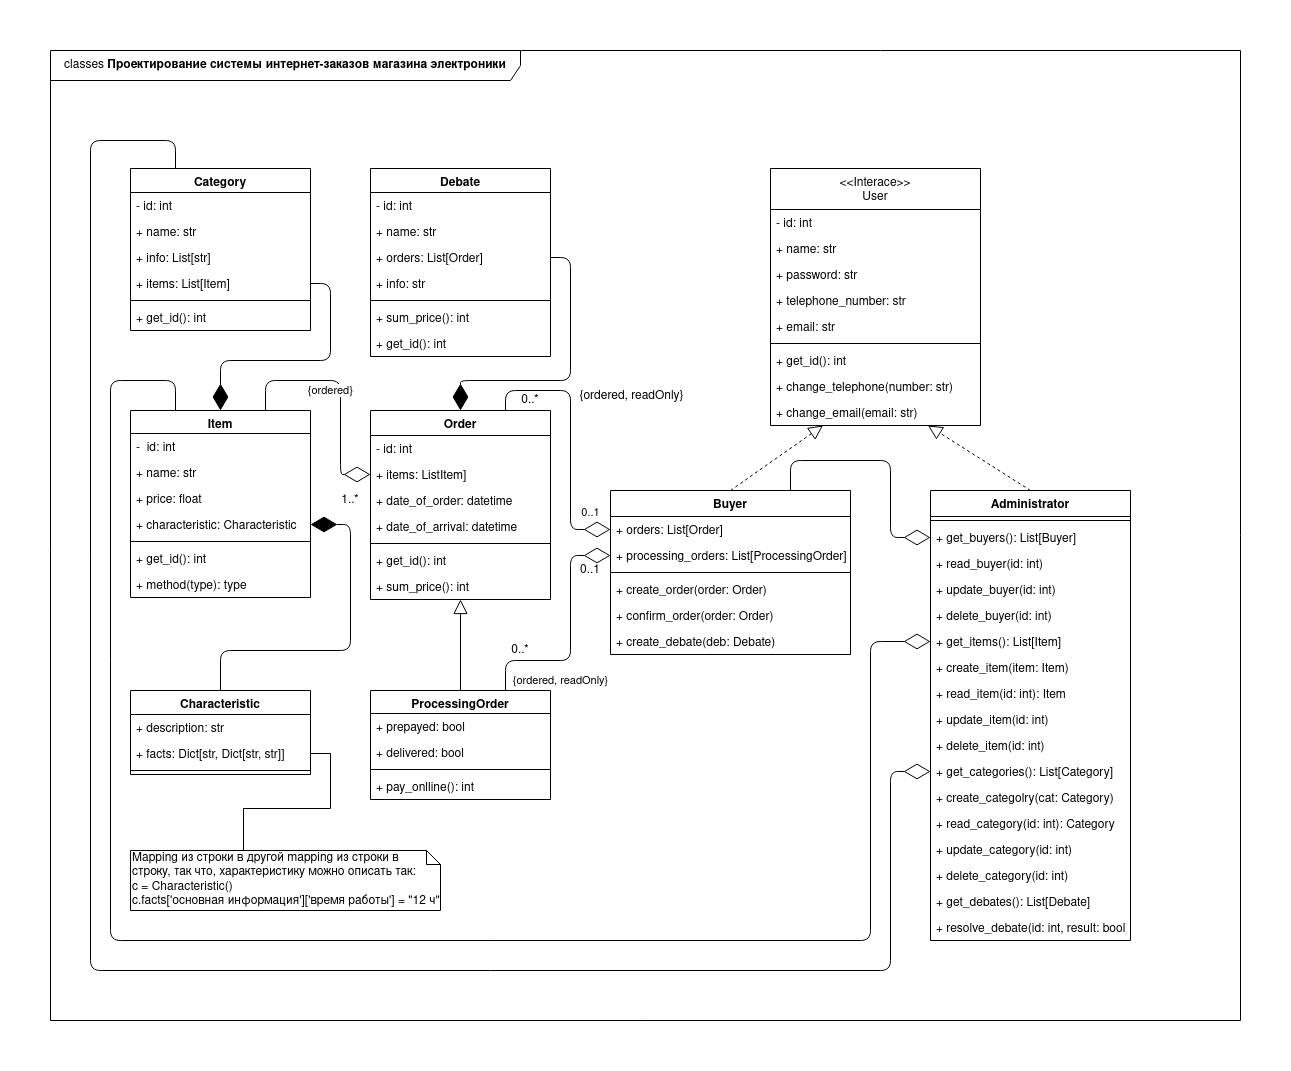 classes Проектирование системы интернет-заказов магазина электроники
Category
- id: int
+ name: str
+ info: List[str]
+ items: List[Item]
+ get_id(): int
Debate
- id: int
+ name: str
+ orders: List[Order]
+ info: str
+ sum_price(): int
+ get_id(): int
<<Interace>>
User
- id: int
+ name: str
+ password: str
+ telephone_number: str
+ email: str
+ get_id(): int
+ change_telephone(number: str)
+ change_email(email: str)
{ordered}
0..*
{ordered, readOnly}
Item
-  id: int
+ name: str
+ price: float
+ characteristic: Characteristic
+ get_id(): int
+ method(type): type
1..*
Order
- id: int
+ items: ListItem]
+ date_of_order: datetime
+ date_of_arrival: datetime
+ get_id(): int
+ sum_price(): int
0..1
0..1
Buyer
+ orders: List[Order]
+ processing_orders: List[ProcessingOrder]
+ create_order(order: Order)
+ confirm_order(order: Order)
+ create_debate(deb: Debate)
Administrator
+ get_buyers(): List[Buyer]
+ read_buyer(id: int)
+ update_buyer(id: int)
+ delete_buyer(id: int)
+ get_items(): List[Item]
+ create_item(item: Item)
+ read_item(id: int): Item
+ update_item(id: int)
+ delete_item(id: int)
+ get_categories(): List[Category]
+ create_categolry(cat: Category)
+ read_category(id: int): Category
+ update_category(id: int)
+ delete_category(id: int)
+ get_debates(): List[Debate]
+ resolve_debate(id: int, result: bool
0..*
{ordered, readOnly}
Characteristic
+ description: str
+ facts: Dict[str, Dict[str, str]]
ProcessingOrder
+ prepayed: bool
+ delivered: bool
+ pay_onlline(): int
Mapping из строки в другой mapping из строки в
строку, так что, характеристику можно описать так:
c = Characteristic()
c.facts['основная информация']['время работы'] = "12 ч"